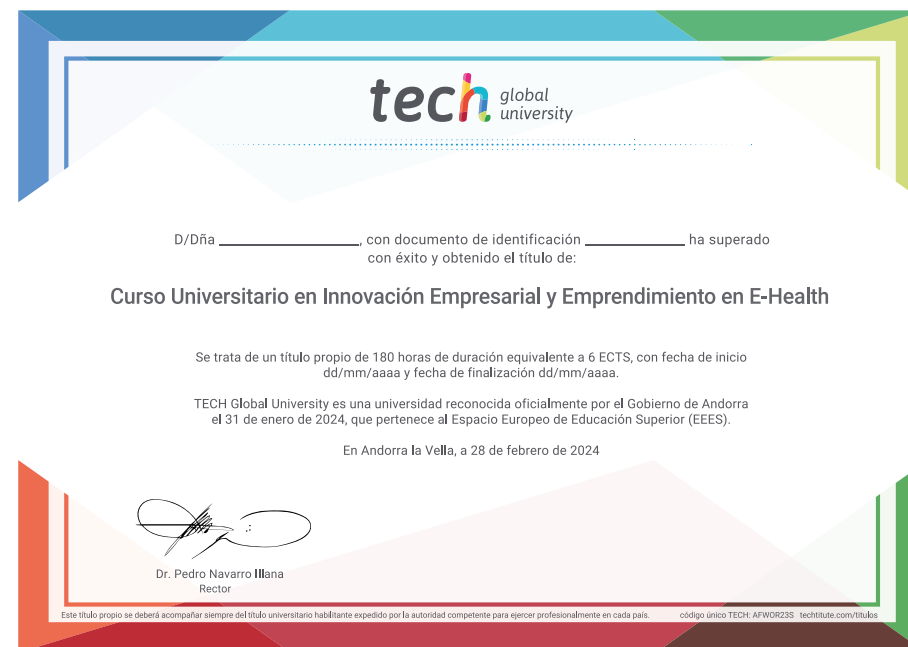 tech global university
D/Dña ____________________, con documento de identificación ______________ ha superado
con éxito y obtenido el título de:
Curso Universitario en Innovación Empresarial y Emprendimiento en E-Health
Se trata de un título propio de 180 horas de duración equivalente a 6 ECTS, con fecha de inicio
dd/mm/aaaa y fecha de finalización dd/mm/aaaa.
TECH Global University es una universidad reconocida oficialmente por el Gobierno de Andorra
el 31 de enero de 2024, que pertenece al Espacio Europeo de Educación Superior (EEES).
En Andorra la Vella, a 28 de febrero de 2024
Dr. Pedro Navarro Illana
Rector
Este título propio se deberá acompañar siempre del título universitario habilitante expedido por la autoridad competente para ejercer profesionalmente en cada país. código único TECH: AFWOR23S techtitute.com/titulos